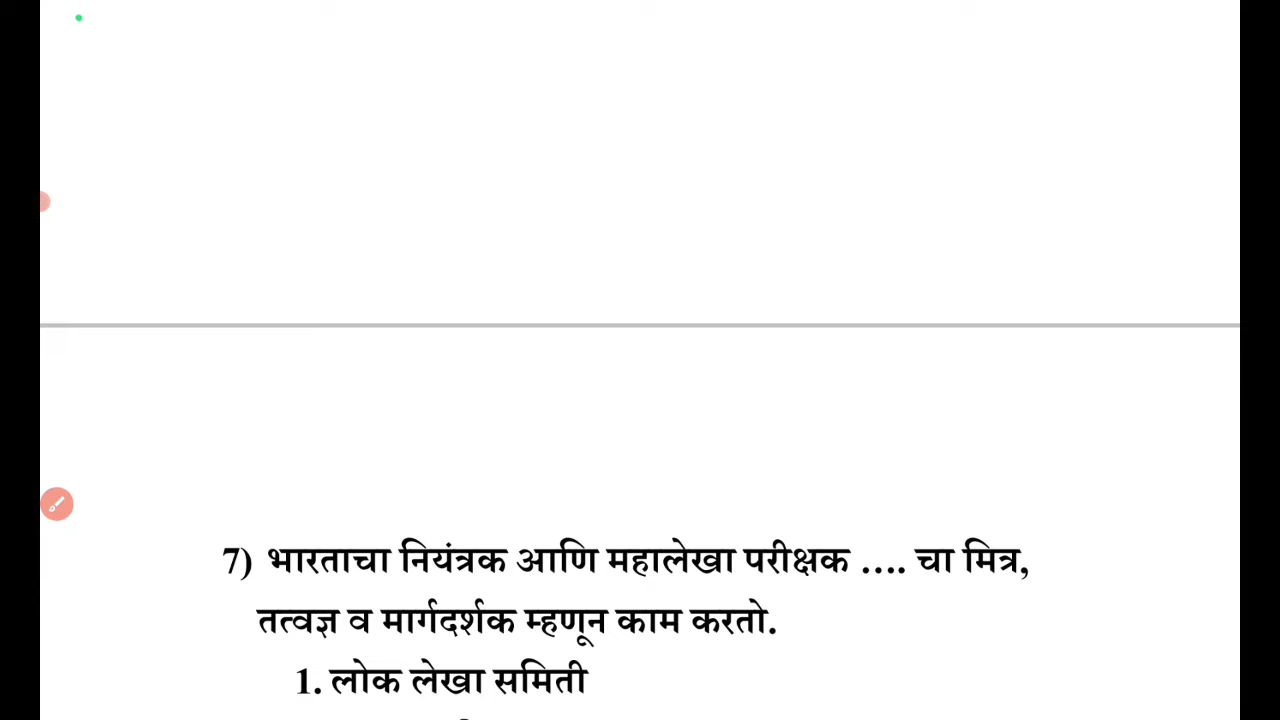 7) भारताचा नियंत्रक आणि महालेखा परीक्षक .... चा मित्र,
तत्वज्ञ व मार्गदर्शक म्हणून काम करतो.
1. लोक लेखा समिती